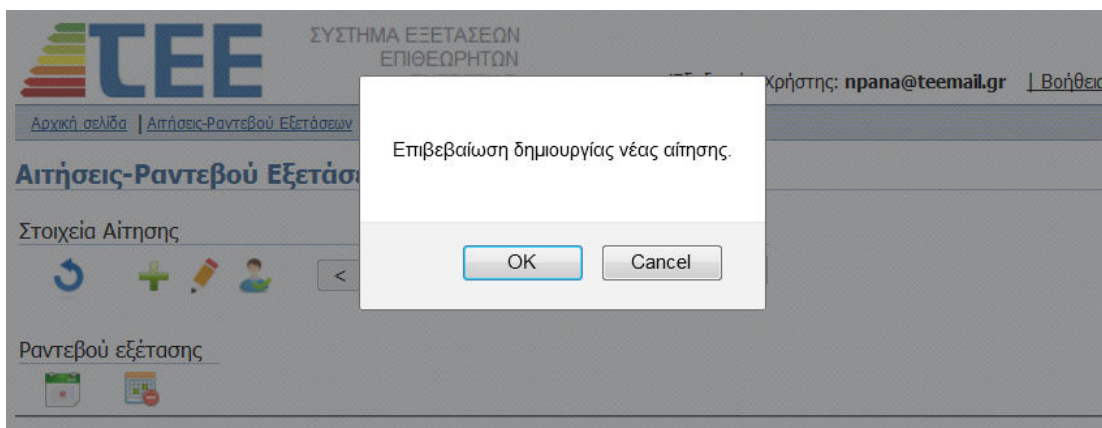 TEE
ΣΥΣΤΗΜΑ ΕΞΕΤΑΣΕΩΝ
ΕΠΙΘΕΩΡΗΤΩΝ
Χρήστης: npana@teemail.gr | Βοήθεια
Αρχική σελίδα | Αιτήσεις-Ραντεβού Εξετάσεων
Επιβεβαίωση δημιουργίας νέας αίτησης.
Αιτήσεις-Ραντεβού Εξετάσε
Στοιχεία Αίτησης
<
OK Cancel
Ραντεβού εξέτασης